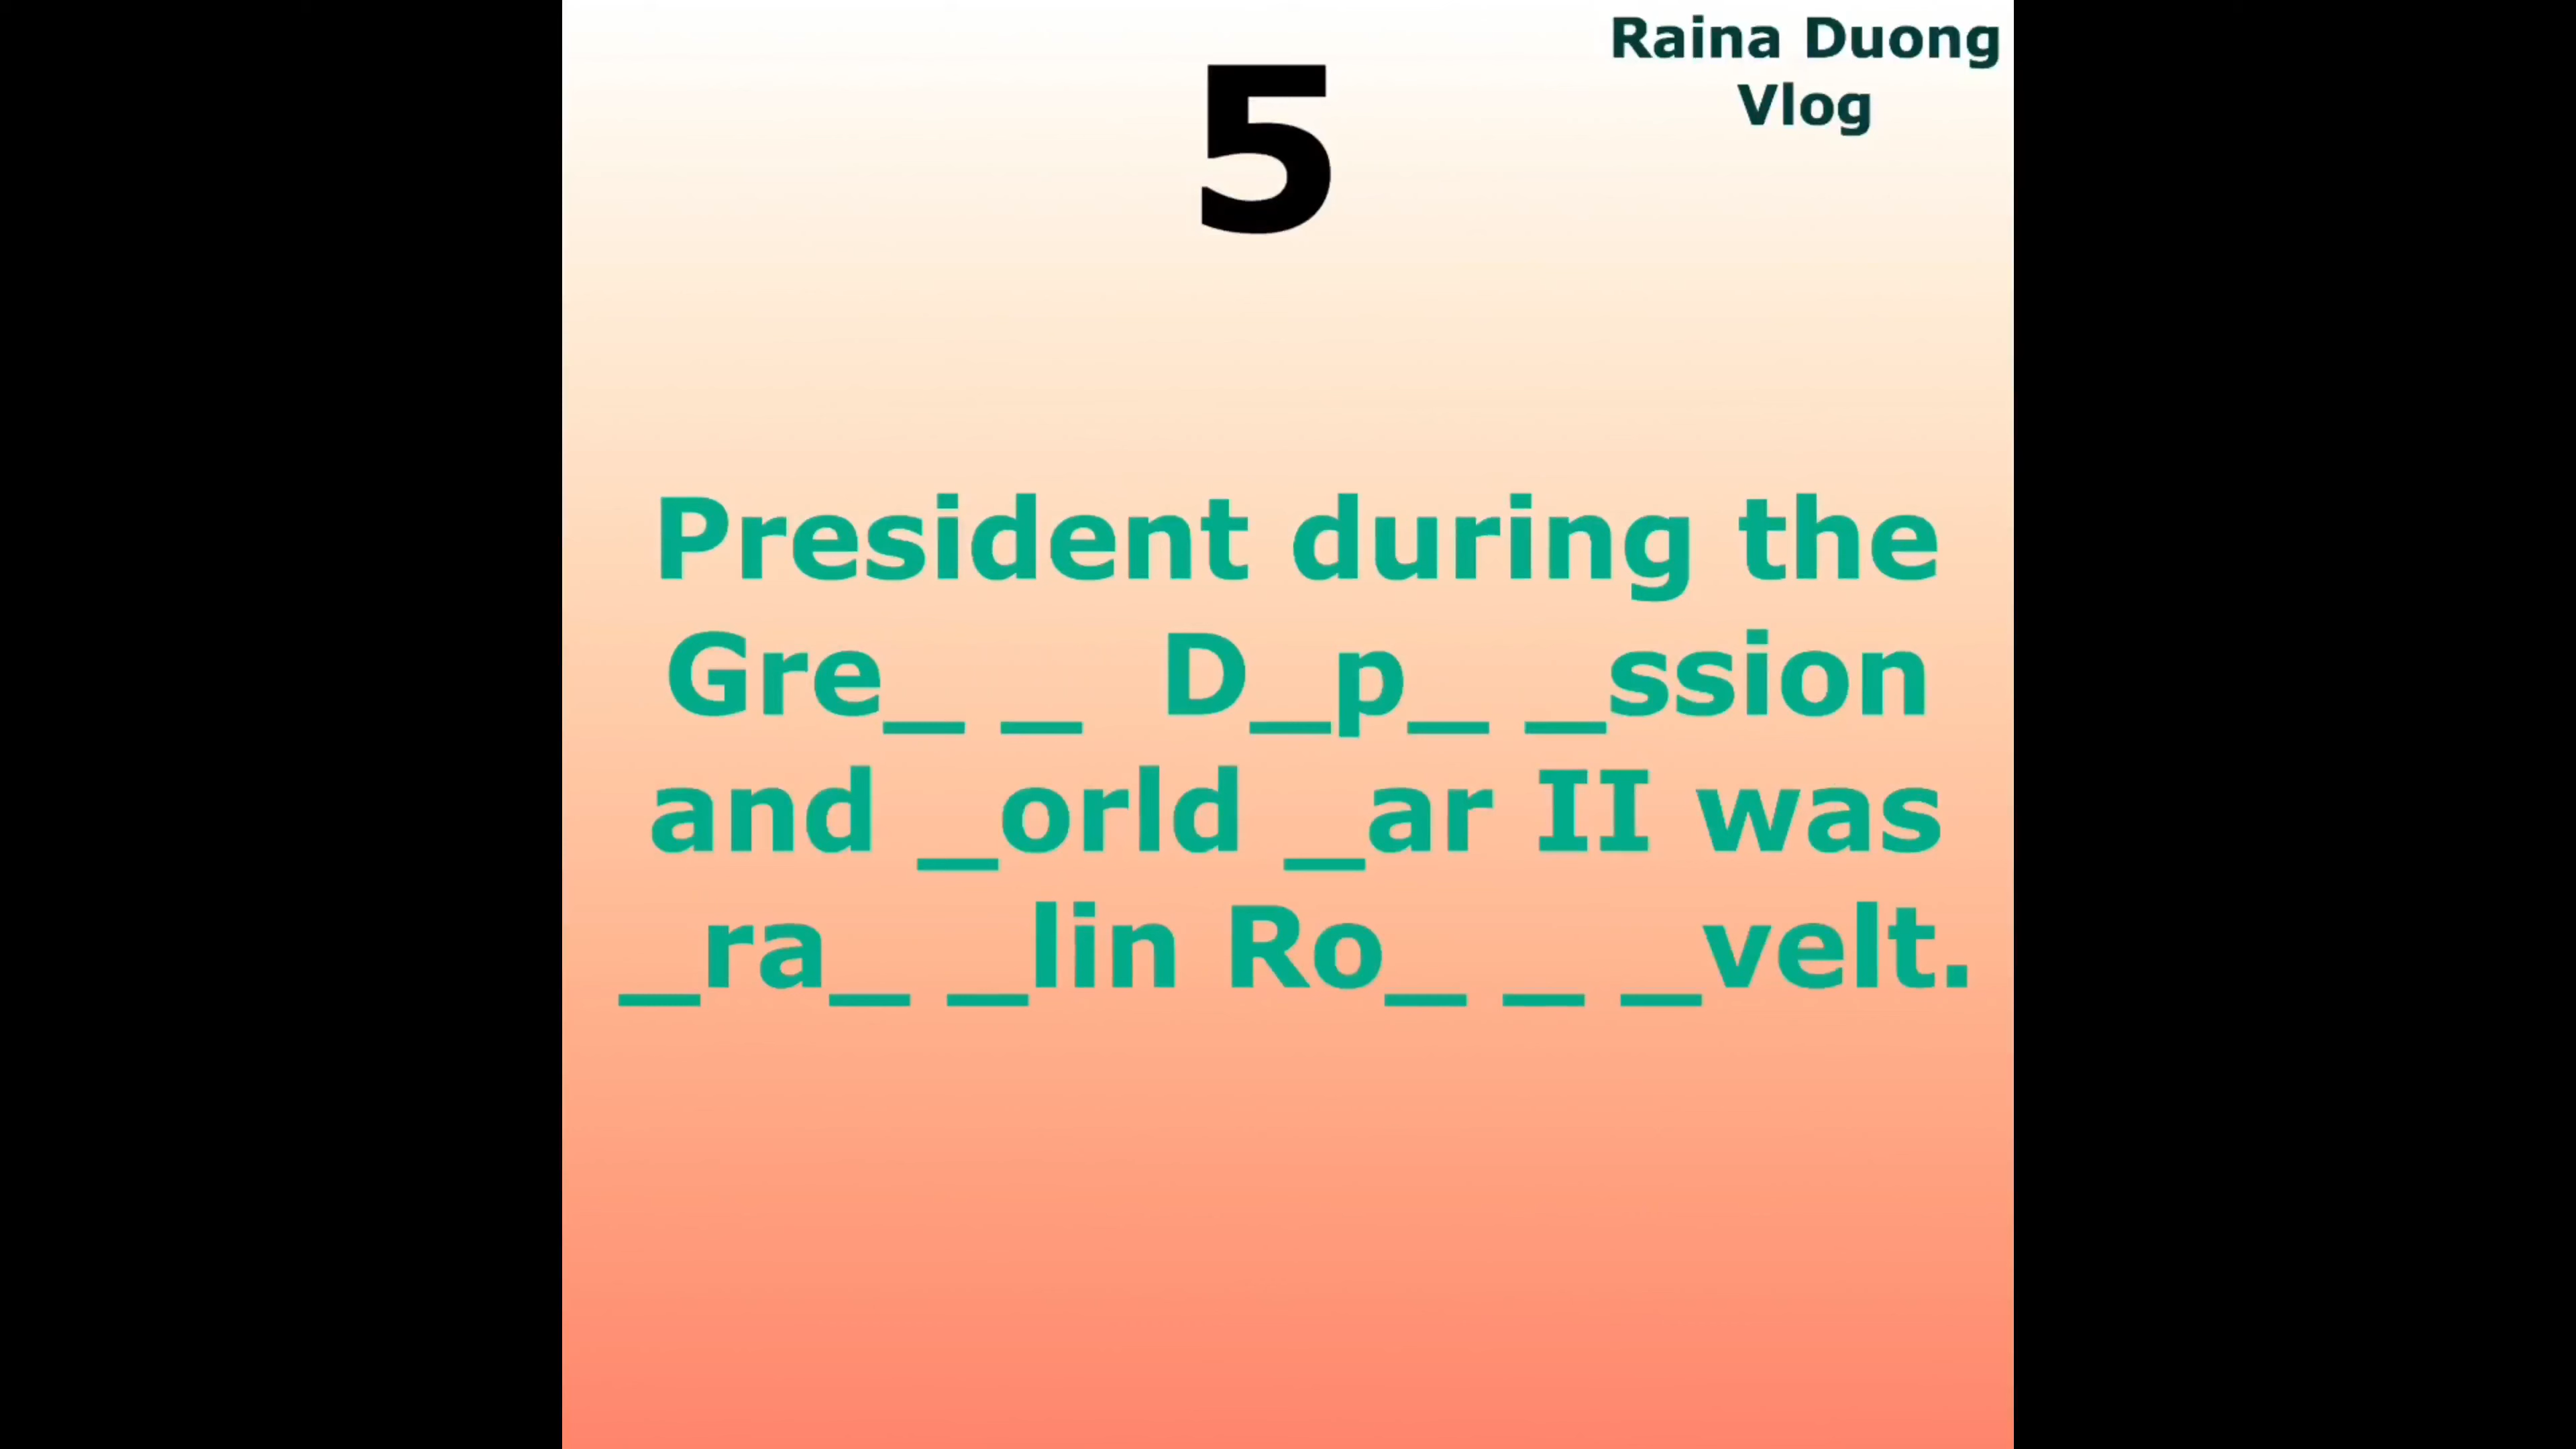 Raina Duong
Vlog
5
President during the
Gre_ _ D_p_ _ssion
and _orld _ar II was
_ra_ _lin Ro_ _ _velt.